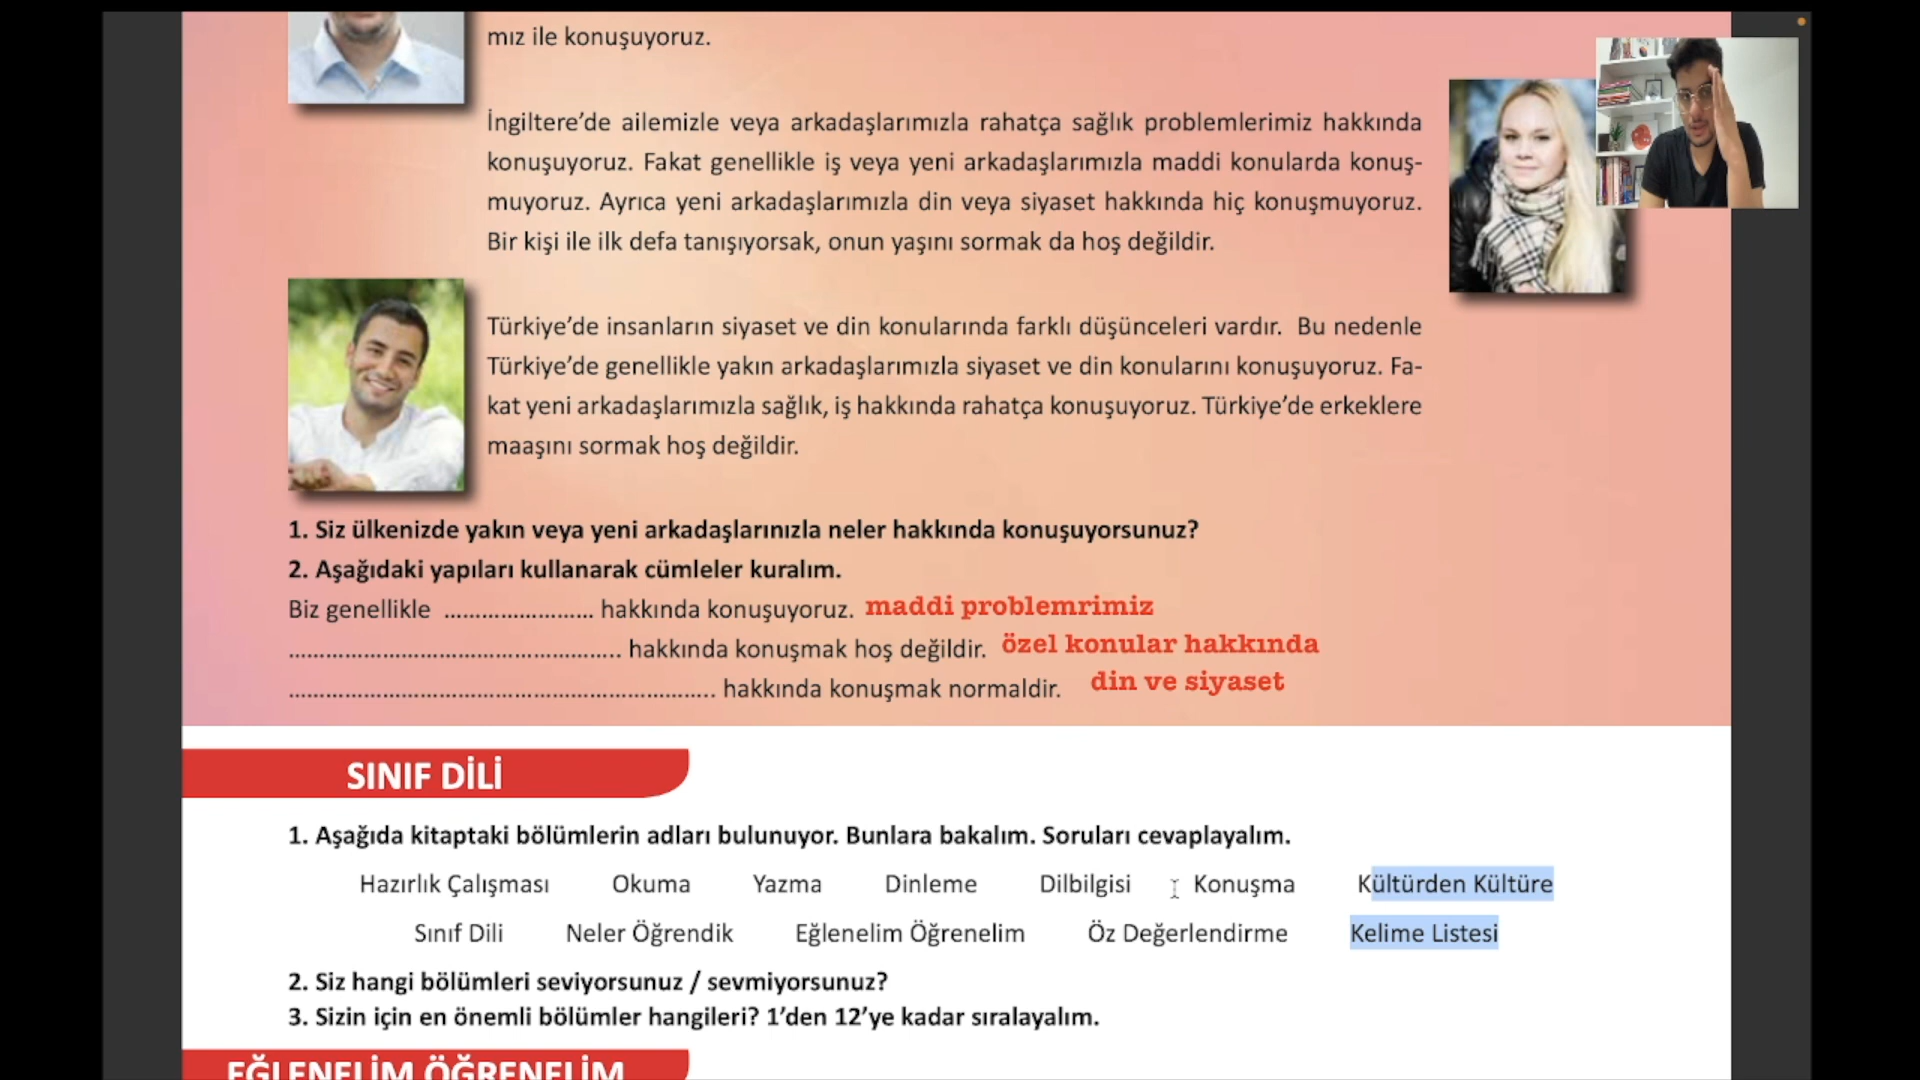 mız ile konuşuyoruz.
İngiltere’de ailemizle veya arkadaşlarımızla rahatça sağlık problemlerimiz hakkında
konuşuyoruz. Fakat genellikle iş veya yeni arkadaşlarımızla maddi konularda konuş-
muyoruz. Ayrıca yeni arkadaşlarımızla din veya siyaset hakkında hiç konuşmuyoruz.
Bir kişi ile ilk defa tanışıyorsak, onun yaşını sormak da hoş değildir.
Türkiye’de insanların siyaset ve din konularında farklı düşünceleri vardır. Bu nedenle
Türkiye’de genellikle yakın arkadaşlarımızla siyaset ve din konularını konuşuyoruz. Fa-
kat yeni arkadaşlarımızla sağlık, iş hakkında rahatça konuşuyoruz. Türkiye’de erkeklere
maaşını sormak hoş değildir.
1. Siz ülkenizde yakın veya yeni arkadaşlarınızla neler hakkında konuşuyorsunuz?
2. Aşağıdaki yapıları kullanarak cümleler kuralım.
Biz genellikle ........................ hakkında konuşuyoruz. maddi problemrimiz
..................................................... hakkında konuşmak hoş değildir. özel konular hakkında
.................................................................... hakkında konuşmak normaldir. din ve siyaset
SINIF DİLİ
1. Aşağıda kitaptaki bölümlerin adları bulunuyor. Bunlara bakalım. Soruları cevaplayalım.
Hazırlık Çalışması Okuma Yazma Dinleme Dilbilgisi Konuşma Kültürden Kültüre
Sınıf Dili Neler Öğrendik Eğlenelim Öğrenelim Öz Değerlendirme Kelime Listesi
2. Siz hangi bölümleri seviyorsunuz / sevmiyorsunuz?
3. Sizin için en önemli bölümler hangileri? 1’den 12’ye kadar sıralayalım.
EĞLENELİM ÖĞRENELİM